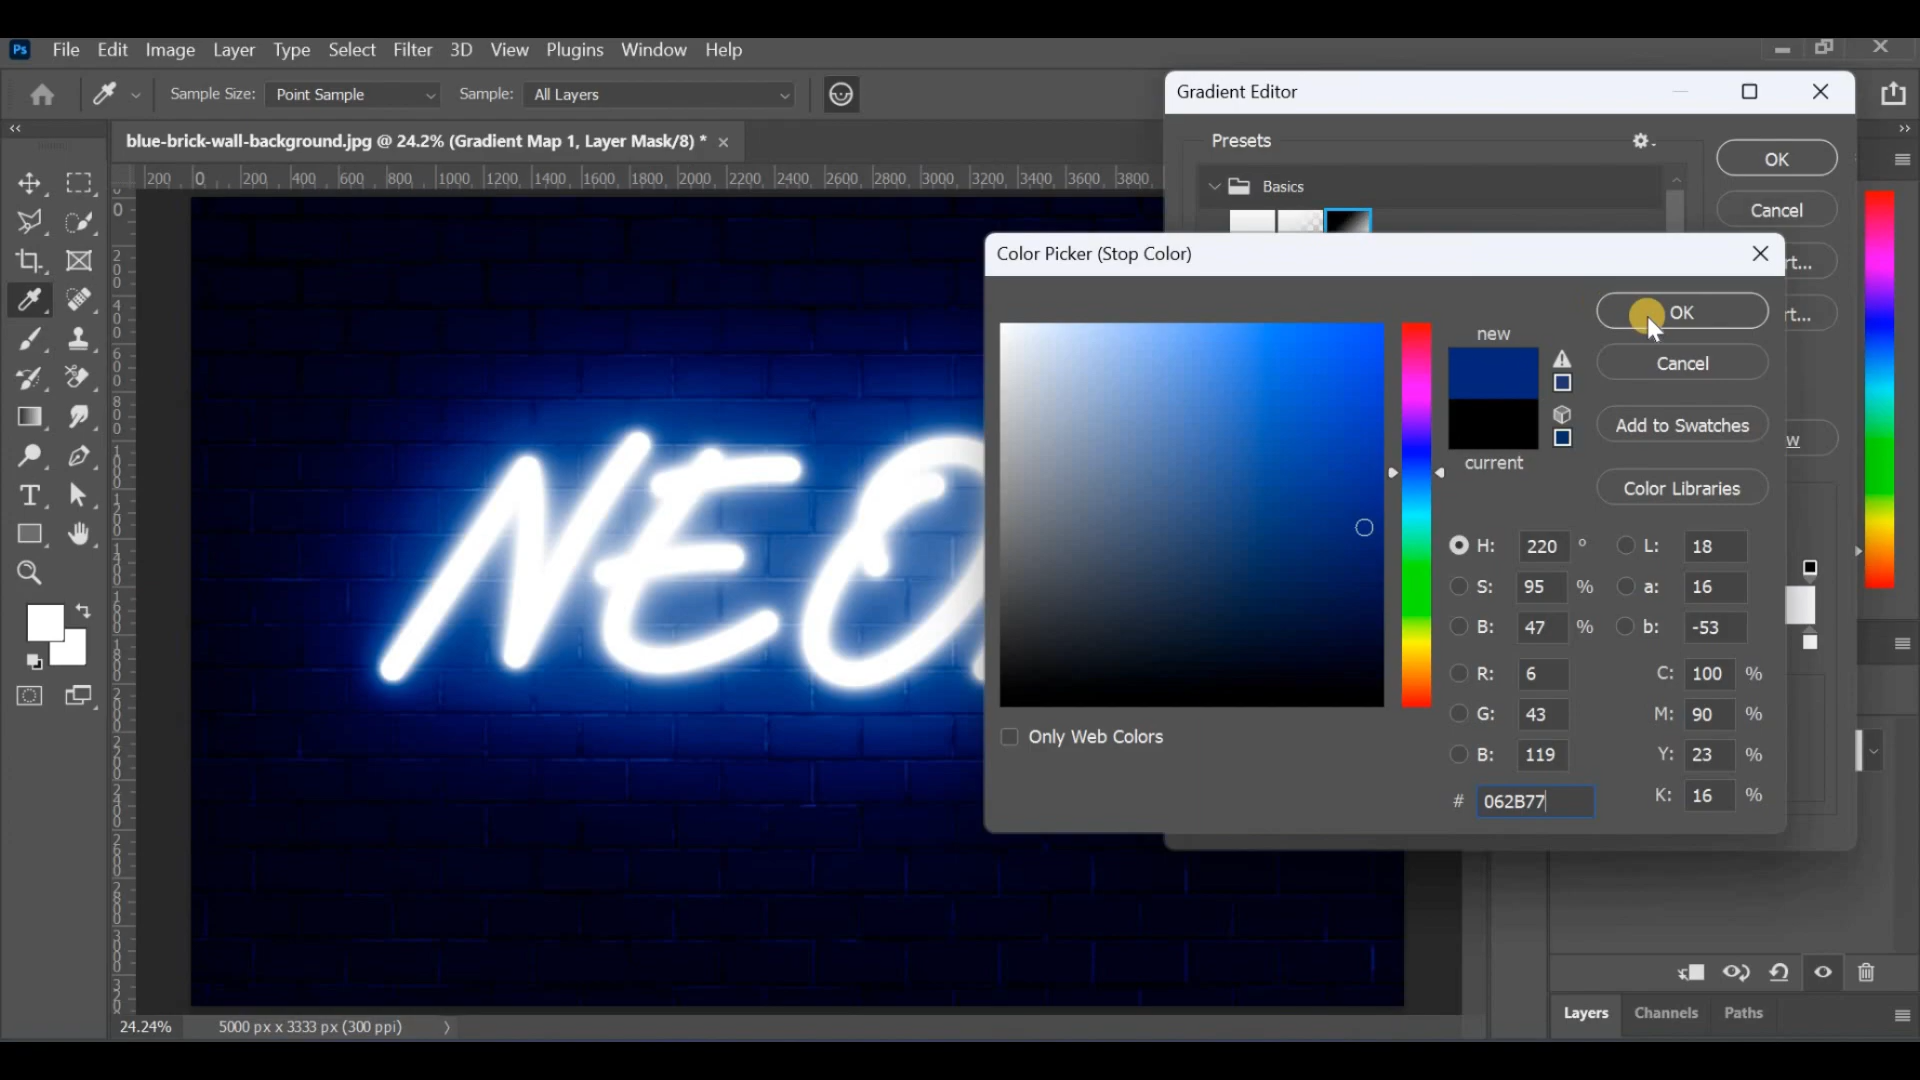 Ps File Edit Image Layer Type Select Filter 3D View Plugins Window Help
Sample Size: Point Sample Sample: All Layers
blue-brick-wall-background.jpg @ 24.2% (Gradient Map 1, Layer Mask/8) *
200 0 200 400 600 800 1000 1200 1400 1600 1800 2000 2200 2400 2600 2800 3000 3200 3400 3600 3800
Gradient Editor
Presets
Basics
OK
Cancel
Color Picker (Stop Color)
new
current
OK
Cancel
Add to Swatches
Color Libraries
H: 220 ° L: 18
S: 95 % a: 16
B: 47 % b: -53
R: 6 C: 100 %
G: 43 M: 90 %
B: 119 Y: 23 %
# 062B77 K: 16 %
Only Web Colors
NEO
24.24% 5000 px x 3333 px (300 ppi)
Layers Channels Paths